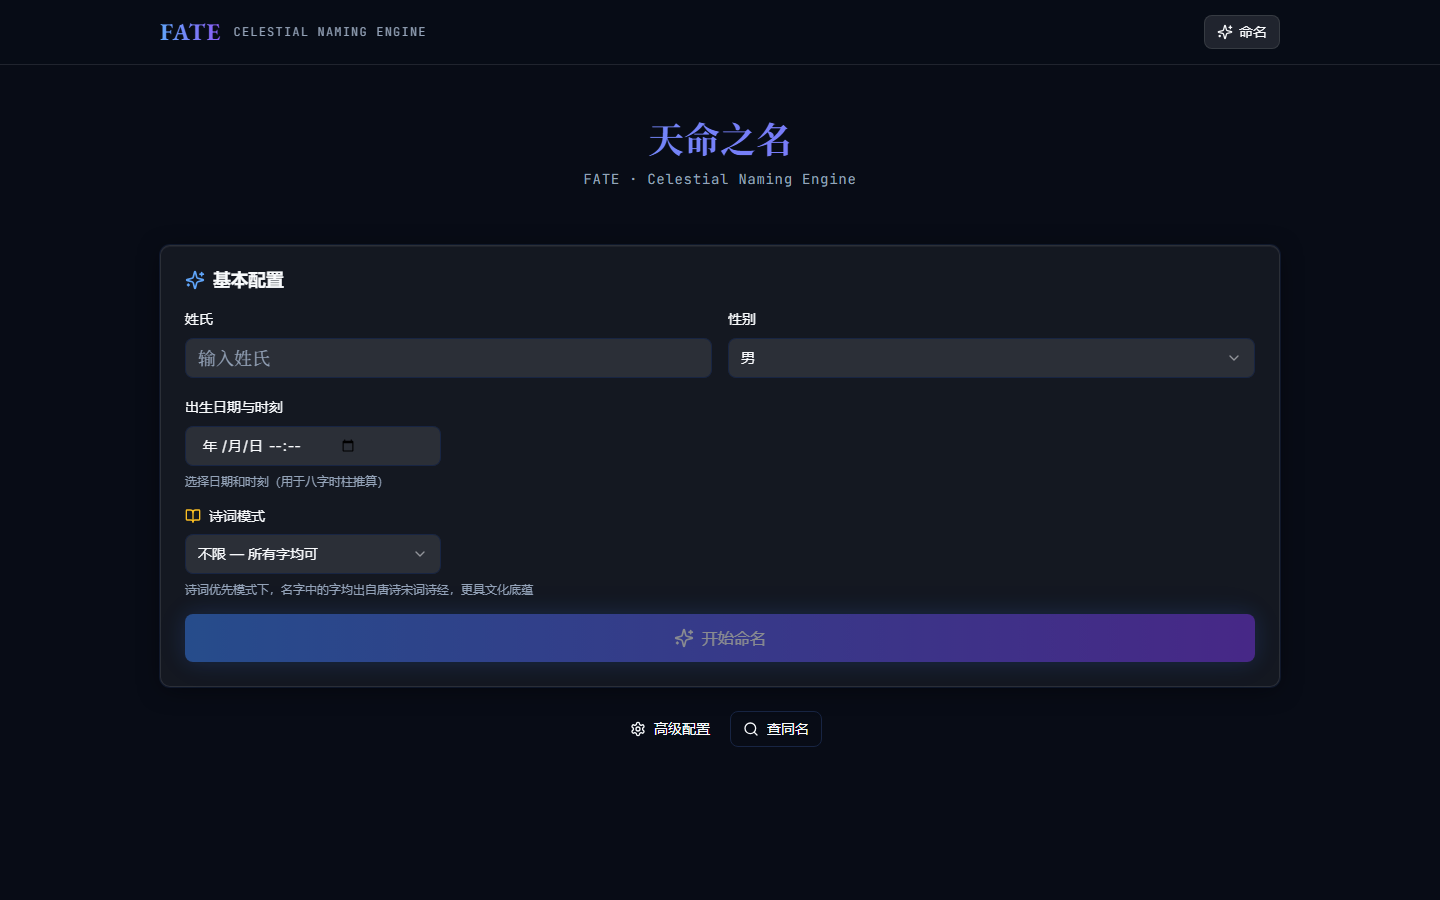 FATE CELESTIAL NAMING ENGINE
命名
天命之名
FATE · Celestial Naming Engine
基本配置
姓氏
性别
输入姓氏
男
出生日期与时刻
年 /月/日 --:--
选择日期和时刻（用于八字时柱推算）
诗词模式
不限 — 所有字均可
诗词优先模式下，名字中的字均出自唐诗宋词诗经，更具文化底蕴
开始命名
高级配置
查同名